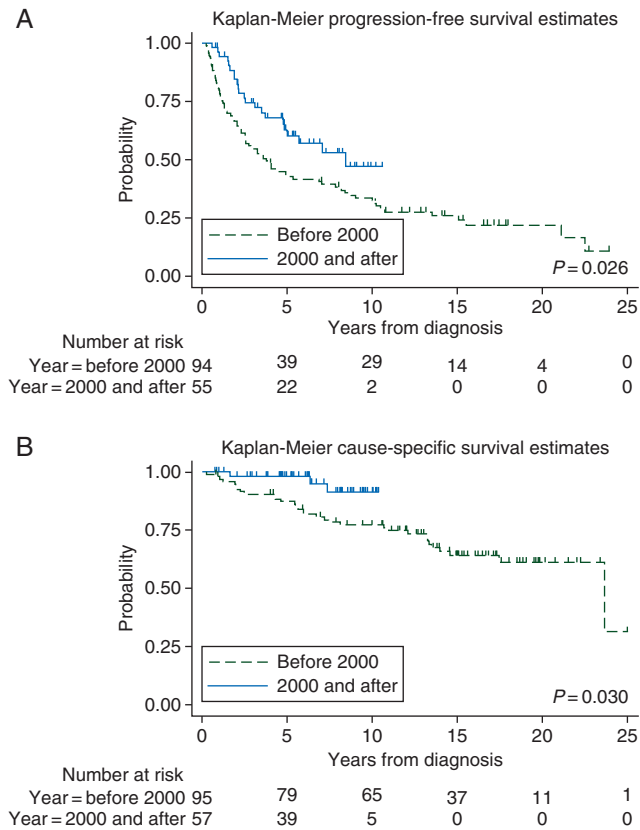 A
Kaplan-Meier progression-free survival estimates
1.00
0.75
0.50
0.25
0.00
Probability
Before 2000
2000 and after
P = 0.026
0 5 10 15 20 25
Years from diagnosis
Number at risk
Year = before 2000 94 39 29 14 4 0
Year = 2000 and after 55 22 2 0 0 0
B
Kaplan-Meier cause-specific survival estimates
1.00
0.75
0.50
0.25
0.00
Probability
Before 2000
2000 and after
P = 0.030
0 5 10 15 20 25
Years from diagnosis
Number at risk
Year = before 2000 95 79 65 37 11 1
Year = 2000 and after 57 39 5 0 0 0